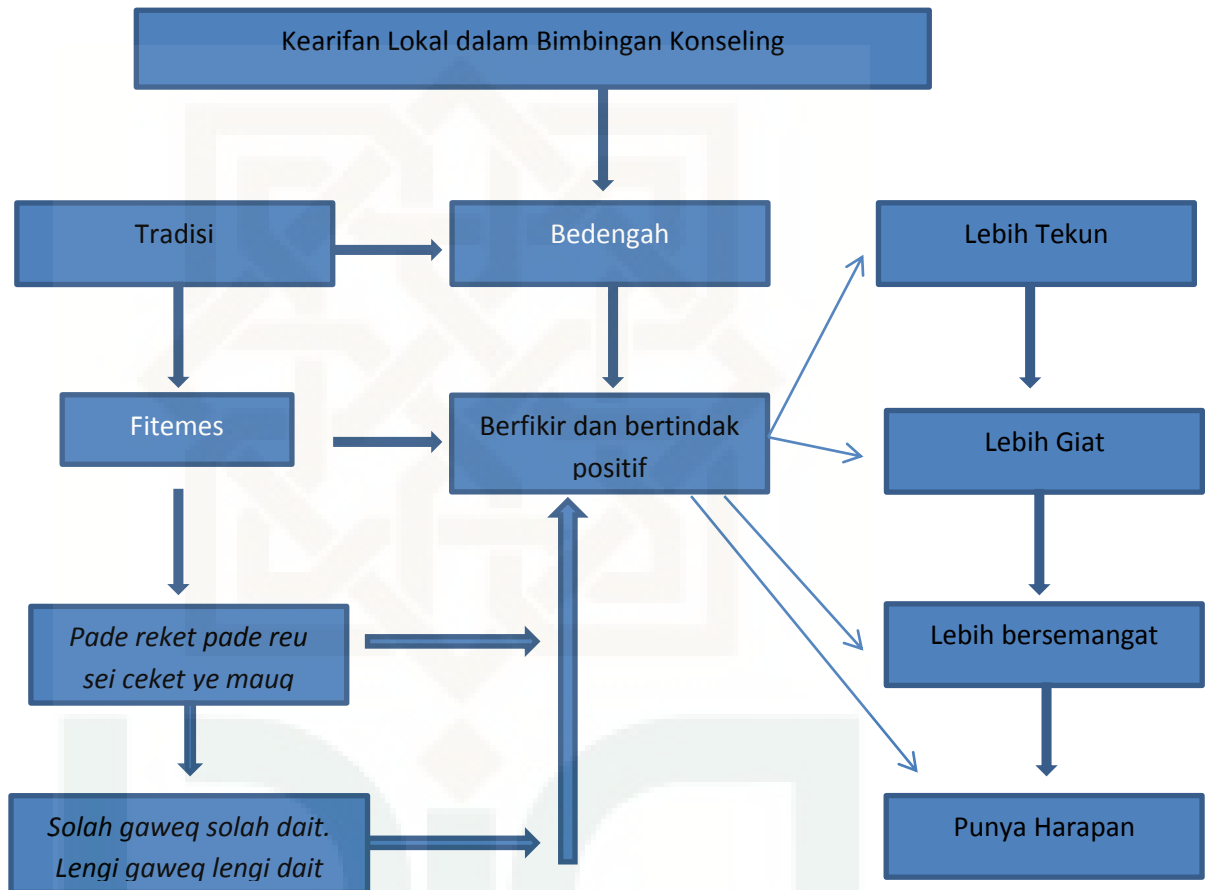 Kearifan Lokal dalam Bimbingan Konseling
Tradisi
Bedengah
Lebih Tekun
Fitemes
Berfikir dan bertindak
positif
Lebih Giat
Pade reket pade reu
sei ceket ye mauq
Lebih bersemangat
Solah gaweq solah dait.
Lengi gaweq lengi dait
Punya Harapan